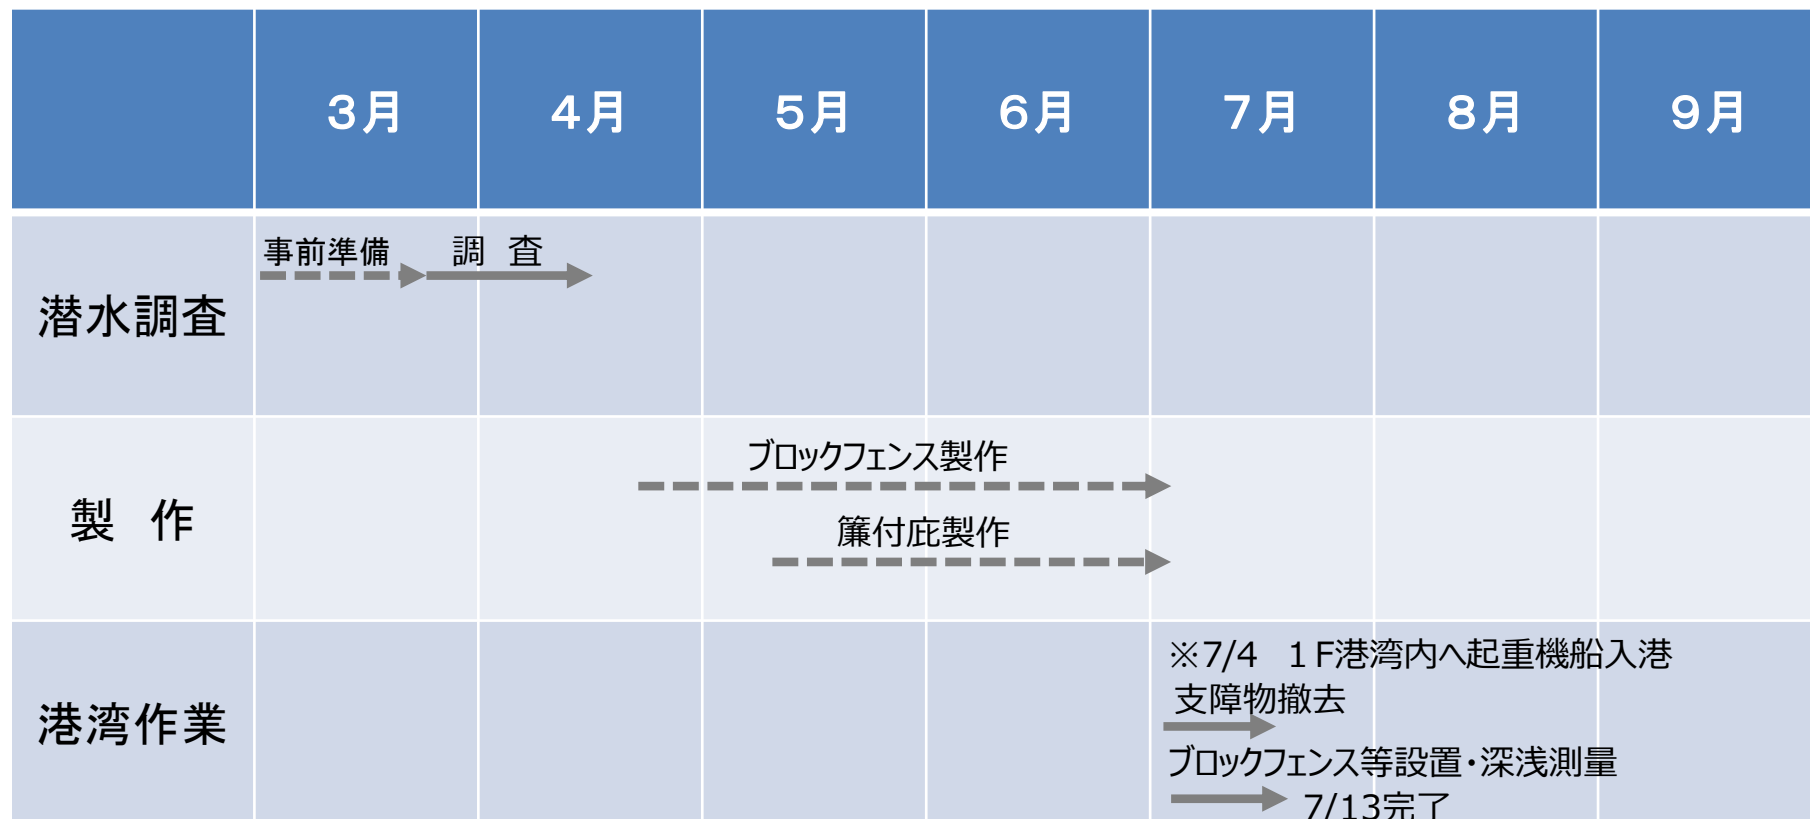 ３月 ４月 ５月 ６月 ７月 ８月 ９月
潜水調査
事前準備 調　査
製　作
ブロックフェンス製作
簾付庇製作
港湾作業
※7/4　１F港湾内へ起重機船入港
支障物撤去
ブロックフェンス等設置・深浅測量
7/13完了